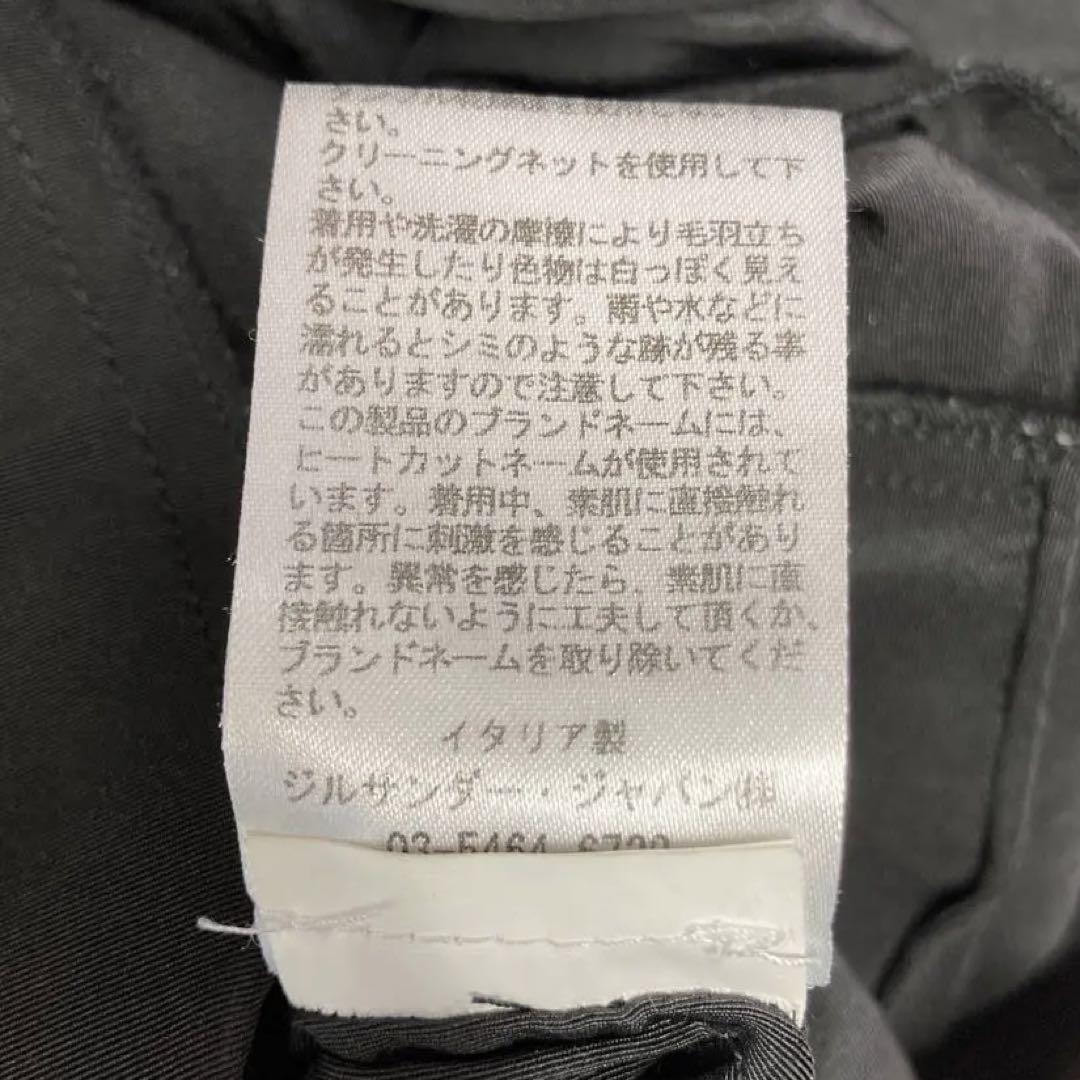 さい。
クリーニングネットを使用して下
さい。
着用や洗濯の摩擦により毛羽立ち
が発生したり色物は白っぽく見え
ることがあります。雨や水などに
濡れるとシミのような跡が残る事
がありますので注意して下さい。
この製品のブランドネームには、
ヒートカットネームが使用されて
います。着用中、素肌に直接触れ
る箇所に刺激を感じることがあり
ます。異常を感じたら、素肌に直
接触れないように工夫して頂くか、
ブランドネームを取り除いてくだ
さい。
イタリア製
ジルサンダー・ジャパン㈱
03-5464